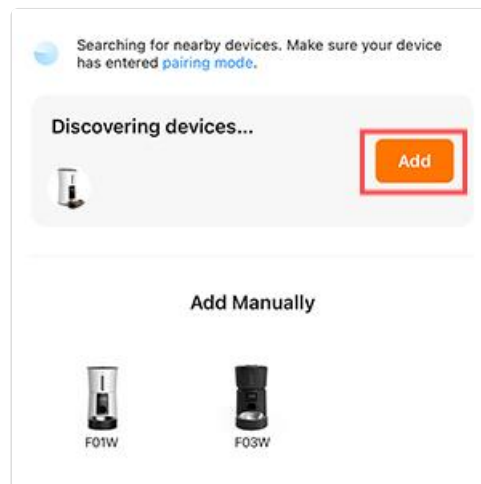 Searching for nearby devices. Make sure your device
has entered pairing mode.
Discovering devices...
Add
Add Manually
F01W
F03W